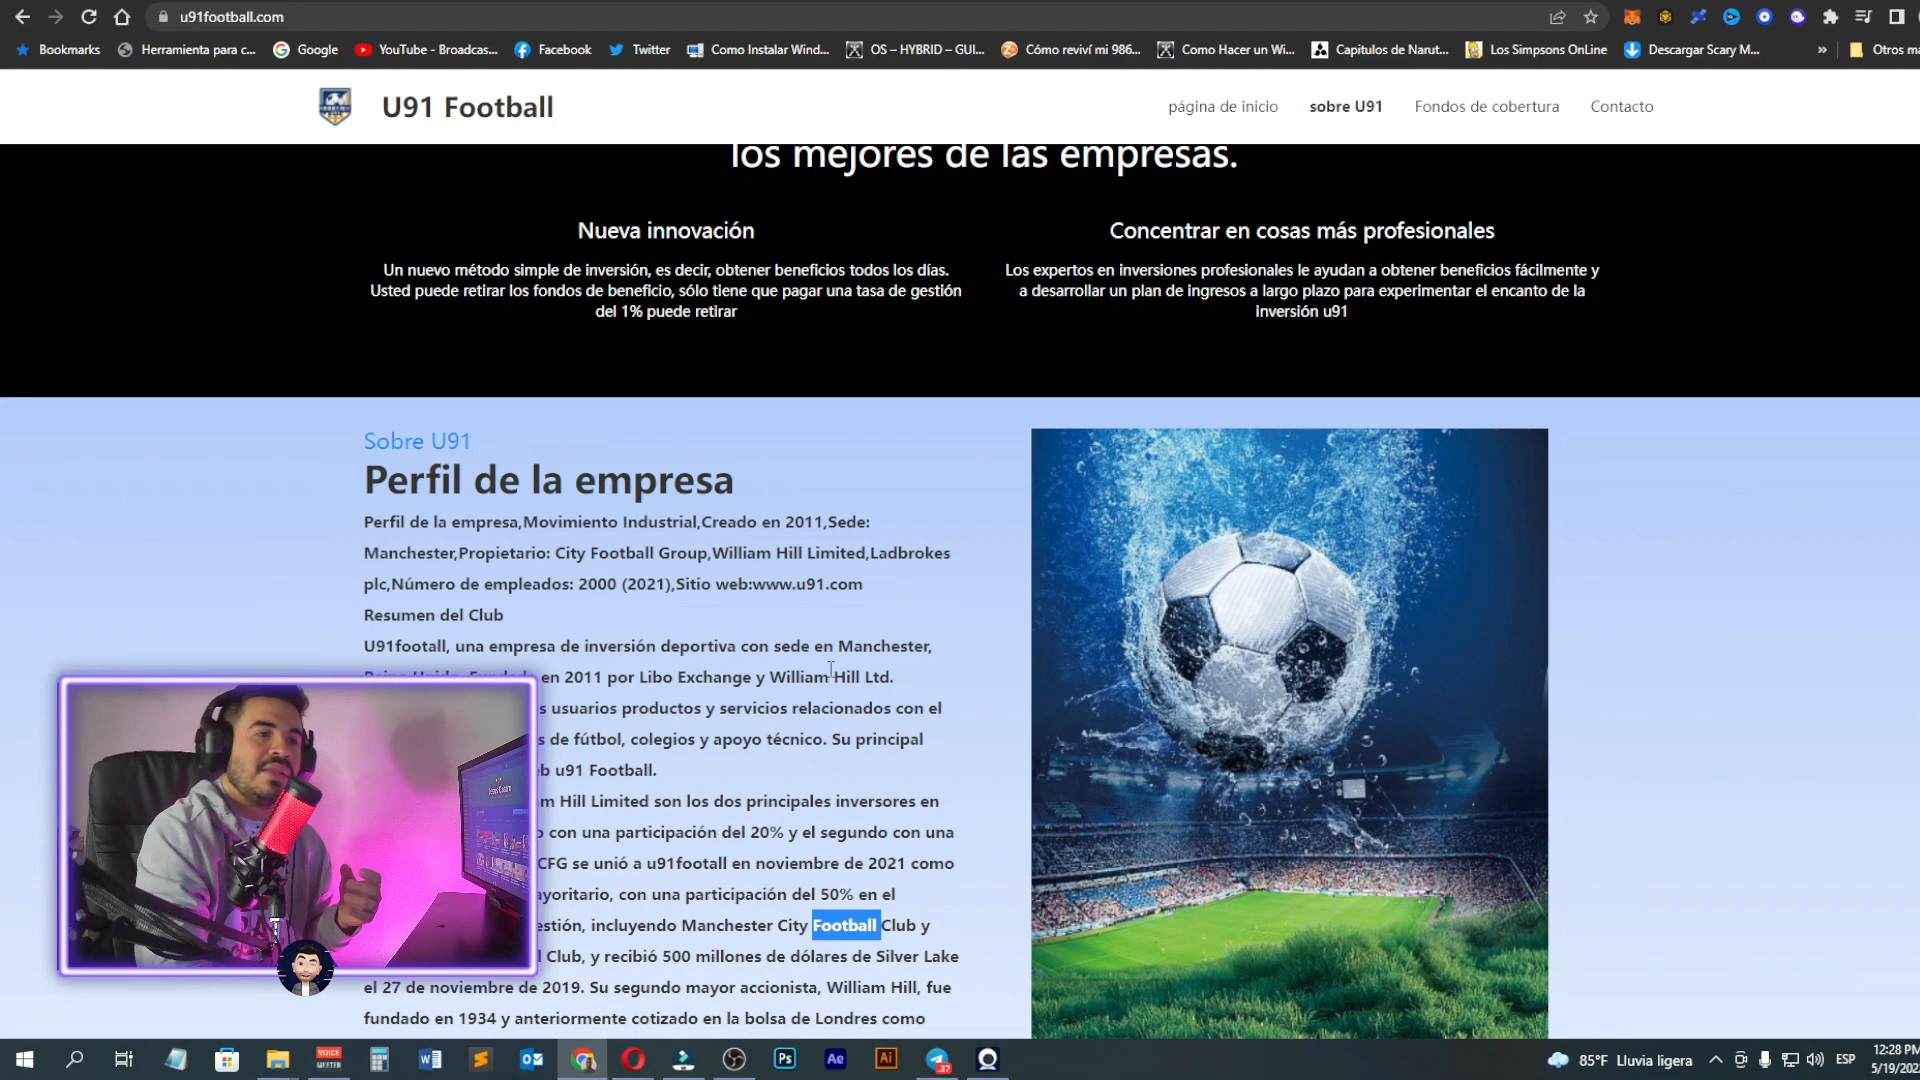 u91football.com
Bookmarks
Herramienta para c...
Google
YouTube - Broadcas...
Facebook
Twitter
Como Instalar Wind...
OS – HYBRID – GUI...
Cómo reviví mi 986...
Como Hacer un Wi...
Capitulos de Narut...
Los Simpsons OnLine
Descargar Scary M...
»
Otros ma
U91 Football
página de inicio
sobre U91
Fondos de cobertura
Contacto
los mejores de las empresas.
Nueva innovación
Un nuevo método simple de inversión, es decir, obtener beneficios todos los días.
Usted puede retirar los fondos de beneficio, sólo tiene que pagar una tasa de gestión
del 1% puede retirar
Concentrar en cosas más profesionales
Los expertos en inversiones profesionales le ayudan a obtener beneficios fácilmente y
a desarrollar un plan de ingresos a largo plazo para experimentar el encanto de la
inversión u91
Sobre U91
Perfil de la empresa
Perfil de la empresa,Movimiento Industrial,Creado en 2011,Sede:
Manchester,Propietario: City Football Group,William Hill Limited,Ladbrokes
plc,Número de empleados: 2000 (2021),Sitio web:www.u91.com
Resumen del Club
U91footall, una empresa de inversión deportiva con sede en Manchester,
en 2011 por Libo Exchange y William Hill Ltd.
s usuarios productos y servicios relacionados con el
s de fútbol, colegios y apoyo técnico. Su principal
b u91 Football.
m Hill Limited son los dos principales inversores en
o con una participación del 20% y el segundo con una
CFG se unió a u91footall en noviembre de 2021 como
ayoritario, con una participación del 50% en el
estión, incluyendo Manchester City Football Club y
l Club, y recibió 500 millones de dólares de Silver Lake
el 27 de noviembre de 2019. Su segundo mayor accionista, William Hill, fue
fundado en 1934 y anteriormente cotizado en la bolsa de Londres como
VOICE
MEETER
Ps
Ae
Ai
37
85°F Lluvia ligera
ESP
12:28 PM
5/19/202